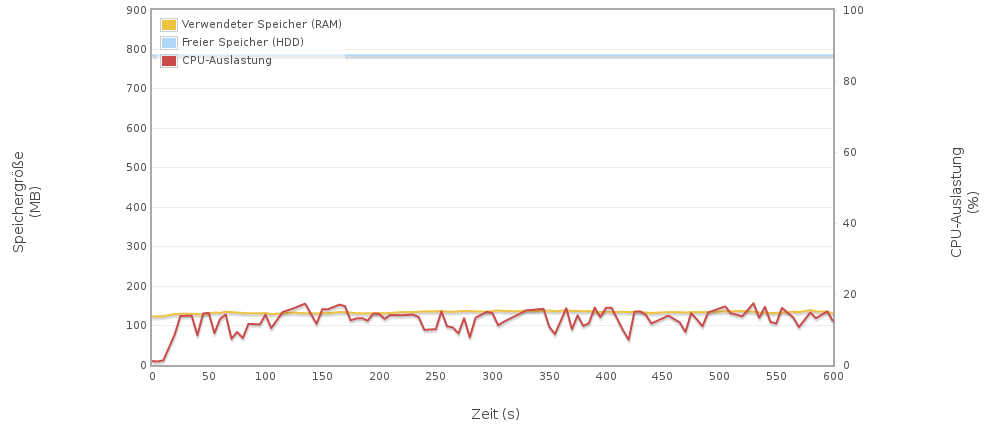 Verwendeter Speicher (RAM)
Freier Speicher (HDD)
CPU-Auslastung
900
800
700
600
500
400
300
200
100
0
100
80
60
40
20
0
0 50 100 150 200 250 300 350 400 450 500 550 600
Speichergröße
(MB)
CPU-Auslastung
(%)
Zeit (s)